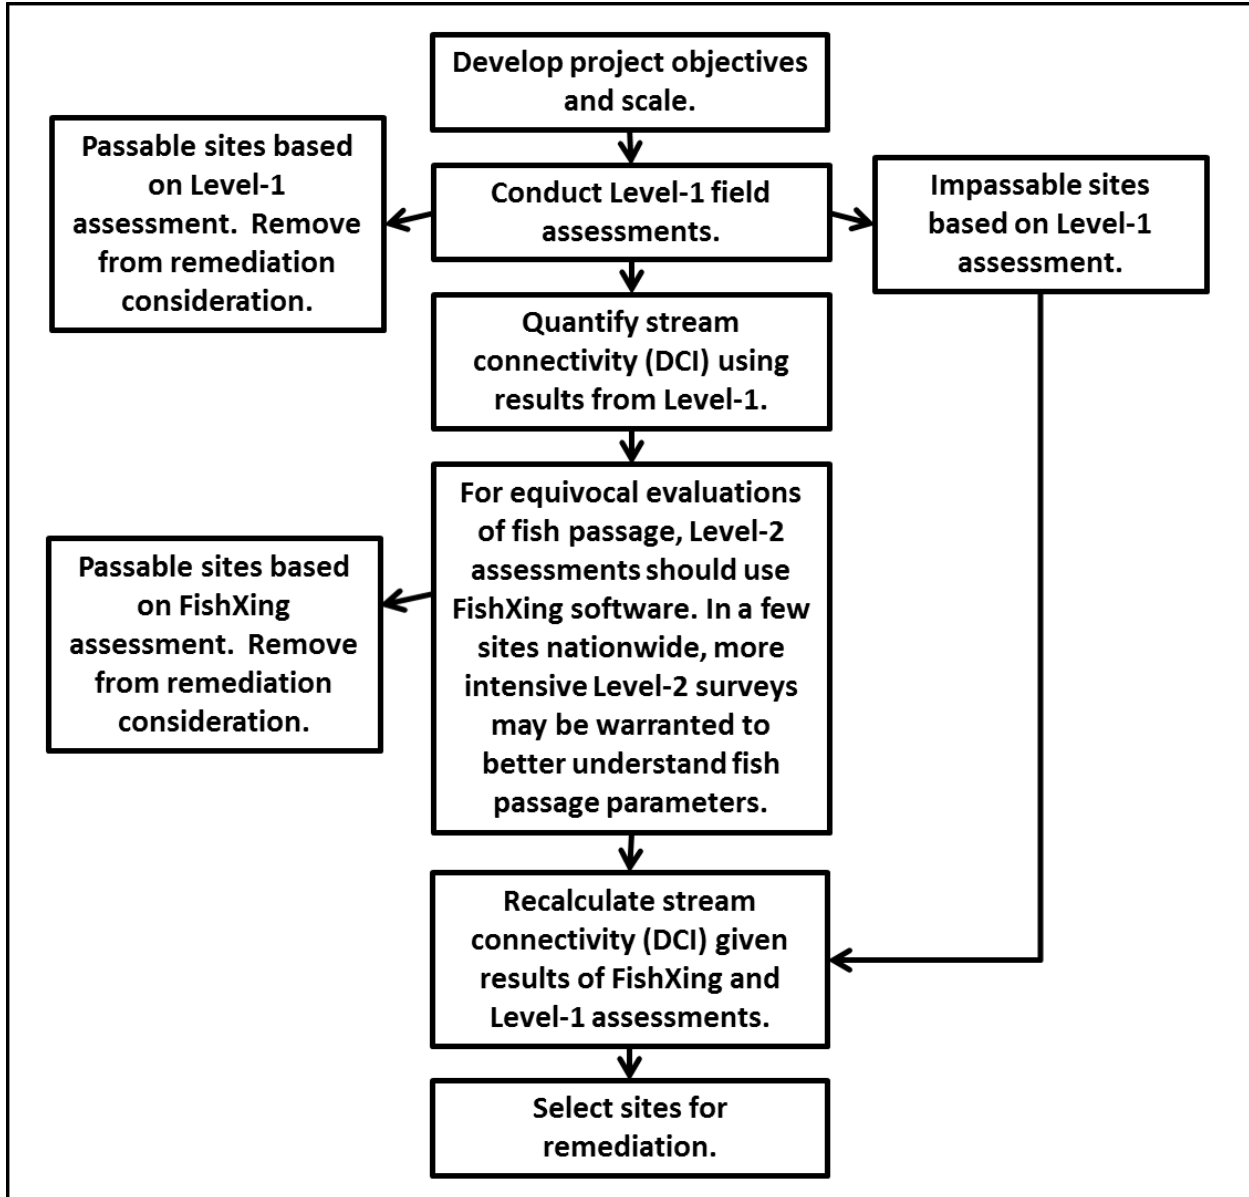 Develop project objectives
and scale.
Passable sites based
on Level-1
assessment.  Remove
from remediation
consideration.
Conduct Level-1 field
assessments.
Impassable sites
based on Level-1
assessment.
Quantify stream
connectivity (DCI) using
results from Level-1.
For equivocal evaluations
of fish passage, Level-2
assessments should use
FishXing software. In a few
sites nationwide, more
intensive Level-2 surveys
may be warranted to
better understand fish
passage parameters.
Passable sites based
on FishXing
assessment.  Remove
from remediation
consideration.
Recalculate stream
connectivity (DCI) given
results of FishXing and
Level-1 assessments.
Select sites for
remediation.